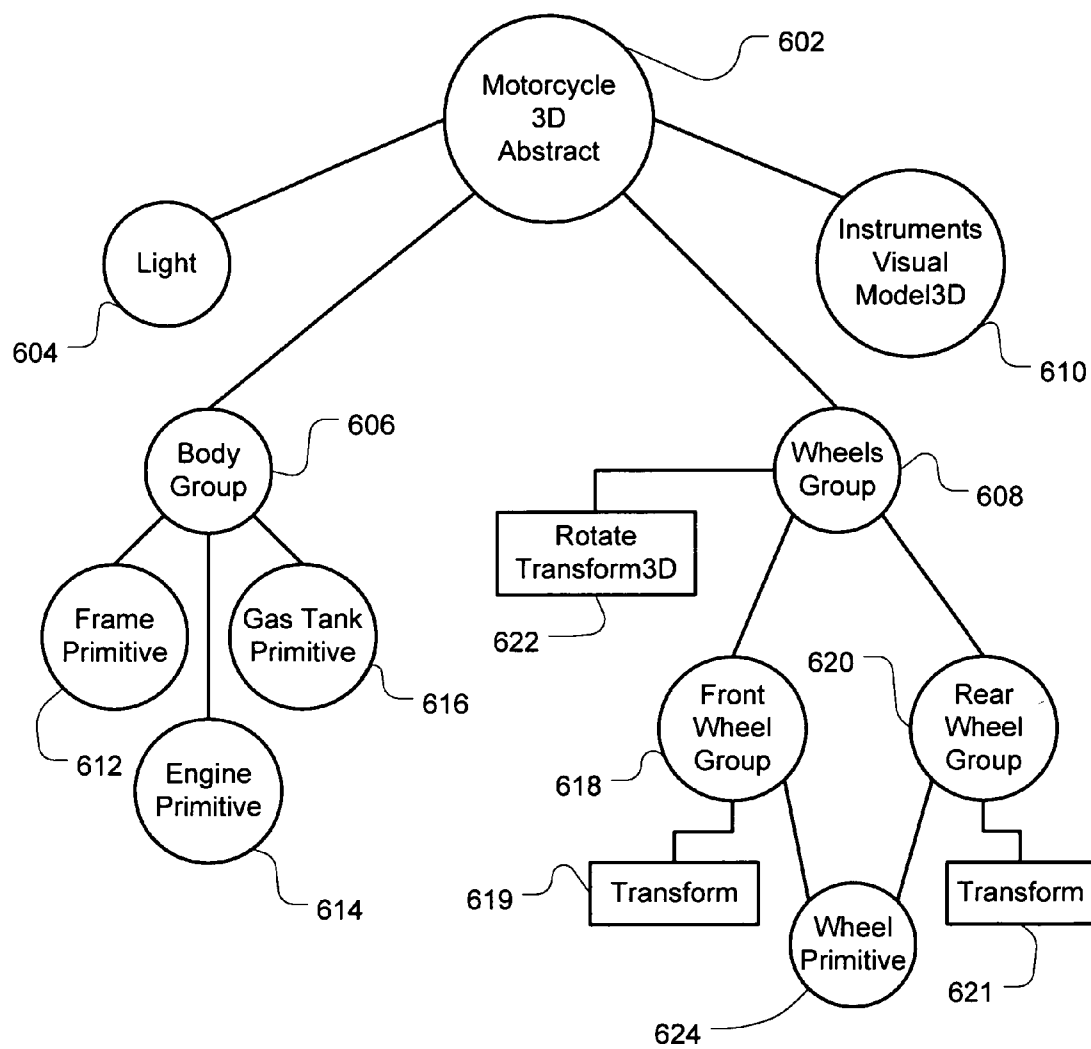 602
Motorcycle
3D
Abstract
Light
604
Instruments
Visual
Model3D
610
Body
Group
606
Wheels
Group
608
Rotate
Transform3D
622
Frame
Primitive
612
Gas Tank
Primitive
616
Engine
Primitive
614
Front
Wheel
Group
618
620
Rear
Wheel
Group
619
Transform
Transform
621
Wheel
Primitive
624